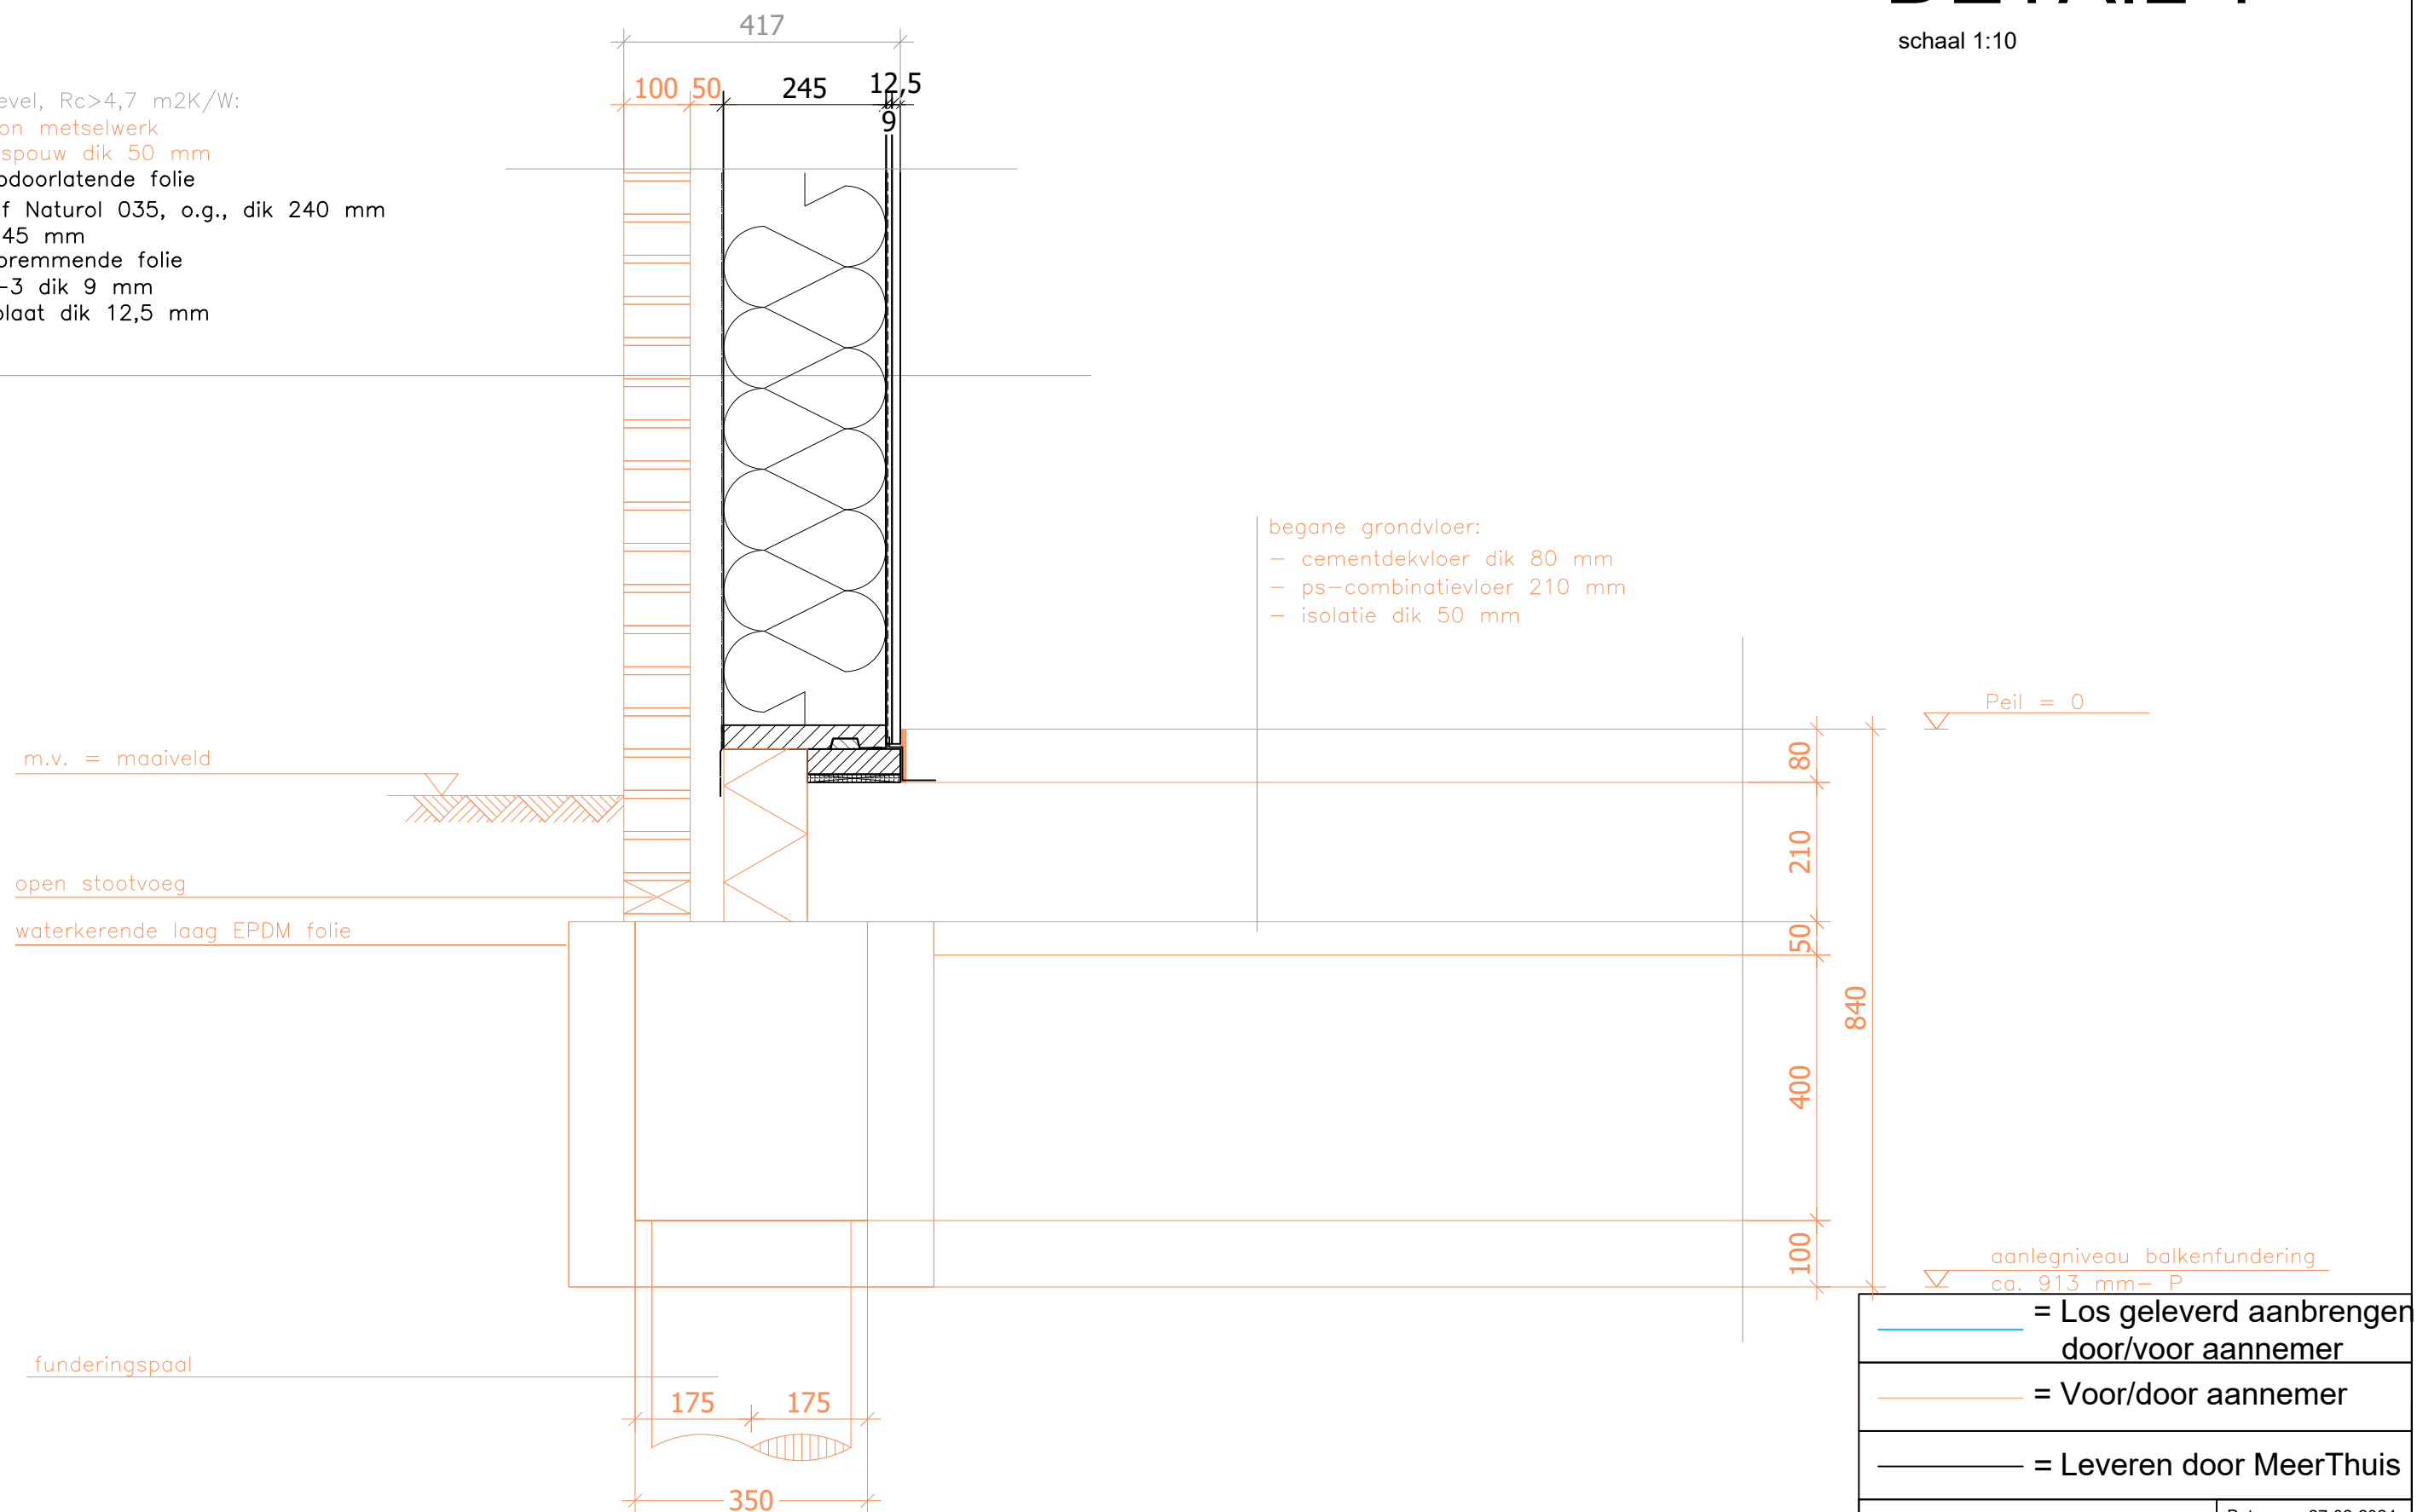 schaal 1:10
417
100 50 245 12,5
9
evel, Rc>4,7 m2K/W:
on metselwerk
spouw dik 50 mm
odoorlatende folie
f Naturol 035, o.g., dik 240 mm
45 mm
premmende folie
-3 dik 9 mm
plaat dik 12,5 mm
begane grondvloer:
- cementdekvloer dik 80 mm
- ps-combinatievloer 210 mm
- isolatie dik 50 mm
Peil = 0
m.v. = maaiveld
80
210
open stootvoeg
waterkerende laag EPDM folie
50
840
400
100
aanlegniveau balkenfundering
ca. 913 mm- P
= Los geleverd aanbrengen
door/voor aannemer
funderingspaal
= Voor/door aannemer
175 175
= Leveren door MeerThuis
350